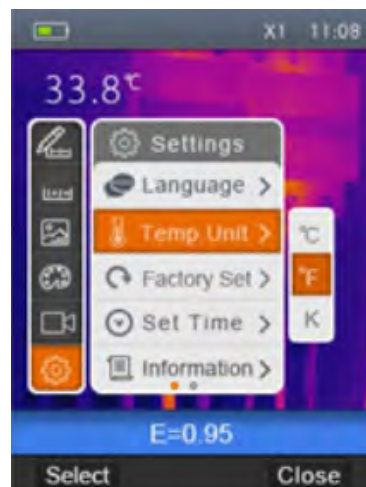 X1 11:08
33.8℃
Settings
Language >
Temp Unit >
Factory Set >
Set Time >
Information >
℃
℉
K
E=0.95
Select Close